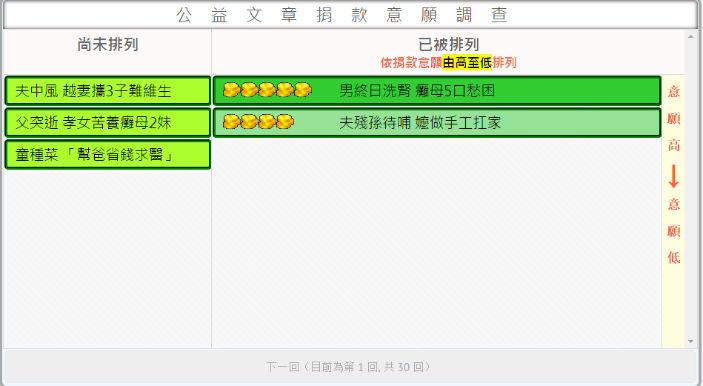 公益文章捐款意願調查
尚未排列
已被排列
依捐款意願由高至低排列
夫中風 越妻攜3子難維生
父突逝 孝女苦養癱母2妹
童種菜「幫爸省錢求醫」
男終日洗腎 癱母5口愁困
夫殘孫待哺 嬤做手工扛家
意願高
↓
意願低
下一回（目前為第 1 回, 共 30 回）